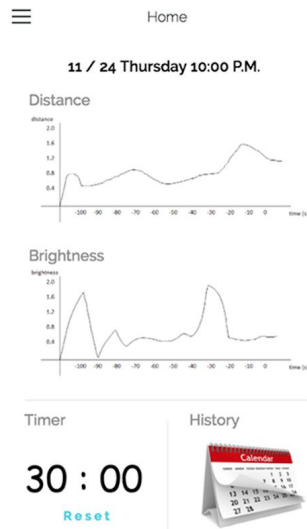 Home
11 / 24 Thursday 10:00 P.M.
Distance
distance
2.0
1.6
1.2
0.8
0.4
-100 -90 -80 -70 -60 -50 -40 -30 -20 -10 0 time (s
Brightness
brightness
2.0
1.6
1.2
0.8
0.4
-100 -90 -80 -70 -60 -50 -40 -30 -20 -10 0 time (s
Timer
History
30 : 00
Reset
Calendar